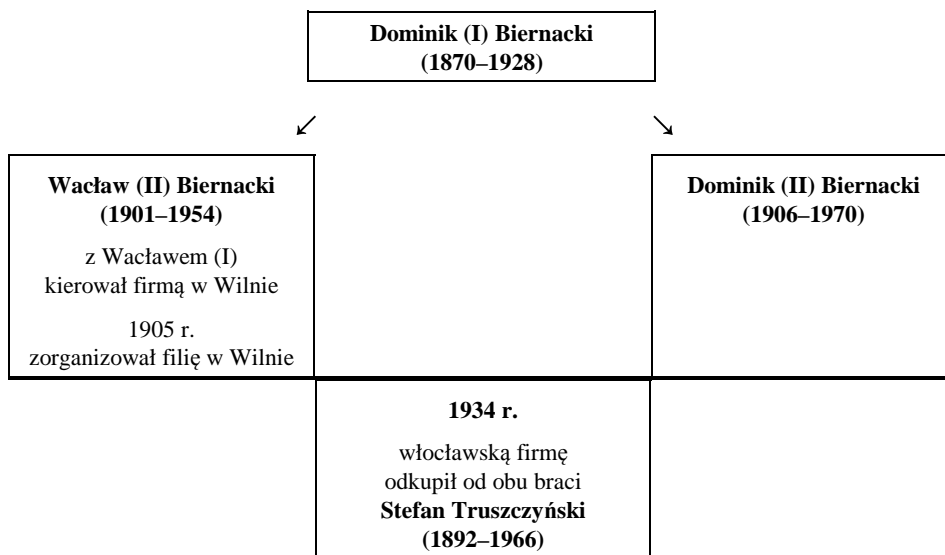 Dominik (I) Biernacki
(1870–1928)
Wacław (II) Biernacki
(1901–1954)
z Wacławem (I)
kierował firmą w Wilnie
1905 r.
zorganizował filię w Wilnie
Dominik (II) Biernacki
(1906–1970)
1934 r.
włocławską firmę
odkupił od obu braci
Stefan Truszczyński
(1892–1966)